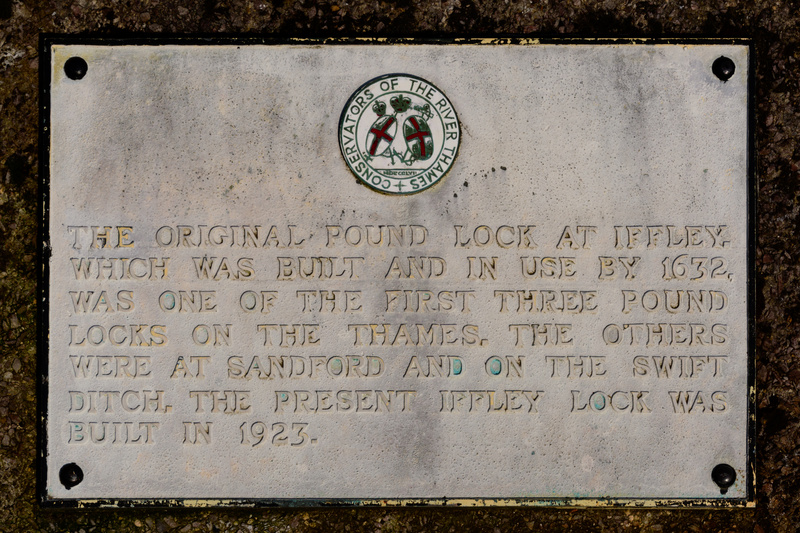 CONSERVATORS OF THE RIVER THAMES
THE ORIGINAL POUND LOCK AT IFFLEY,
WHICH WAS BUILT AND IN USE BY 1632,
WAS ONE OF THE FIRST THREE POUND
LOCKS ON THE THAMES. THE OTHERS
WERE AT SANDFORD AND ON THE SWIFT
DITCH. THE PRESENT IFFLEY LOCK WAS
BUILT IN 1923.